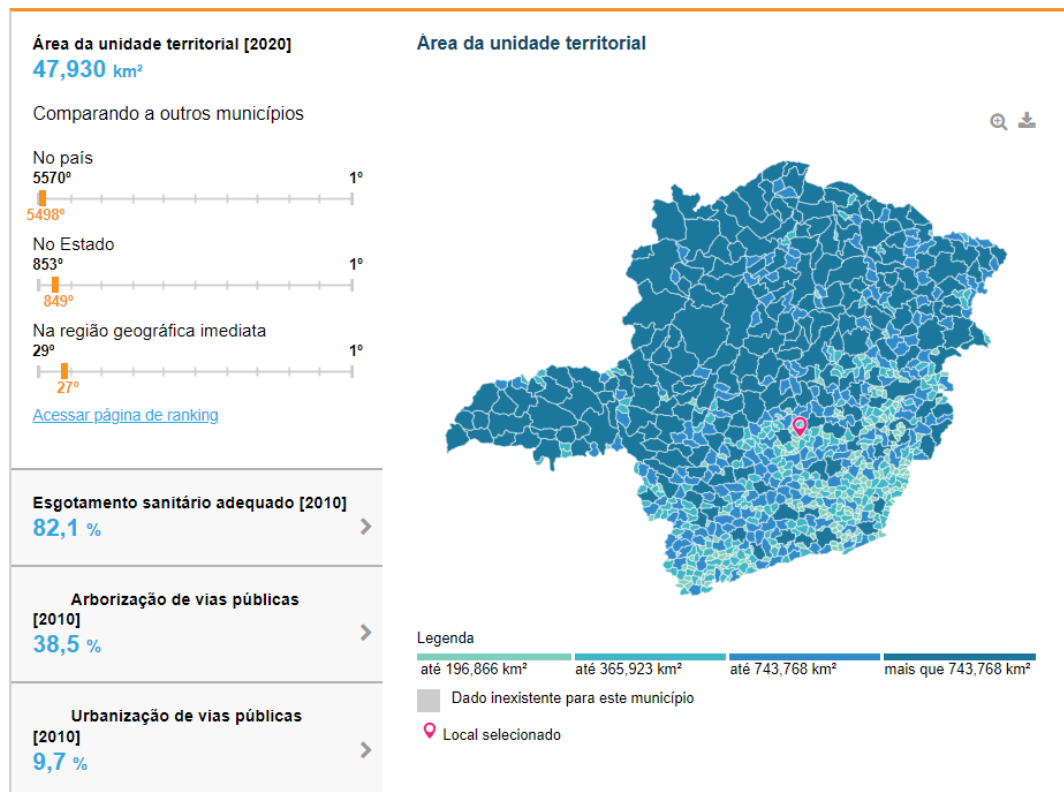 Área da unidade territorial [2020]
47,930 km²
Comparando a outros municípios
No país
5570º 1º
5498º
No Estado
853º 1º
849º
Na região geográfica imediata
29º 1º
27º
Acessar página de ranking
Esgotamento sanitário adequado [2010]
82,1 %
Arborização de vias públicas
[2010]
38,5 %
Urbanização de vias públicas
[2010]
9,7 %
Área da unidade territorial
Legenda
até 196,866 km² até 365,923 km² até 743,768 km² mais que 743,768 km²
Dado inexistente para este município
Local selecionado